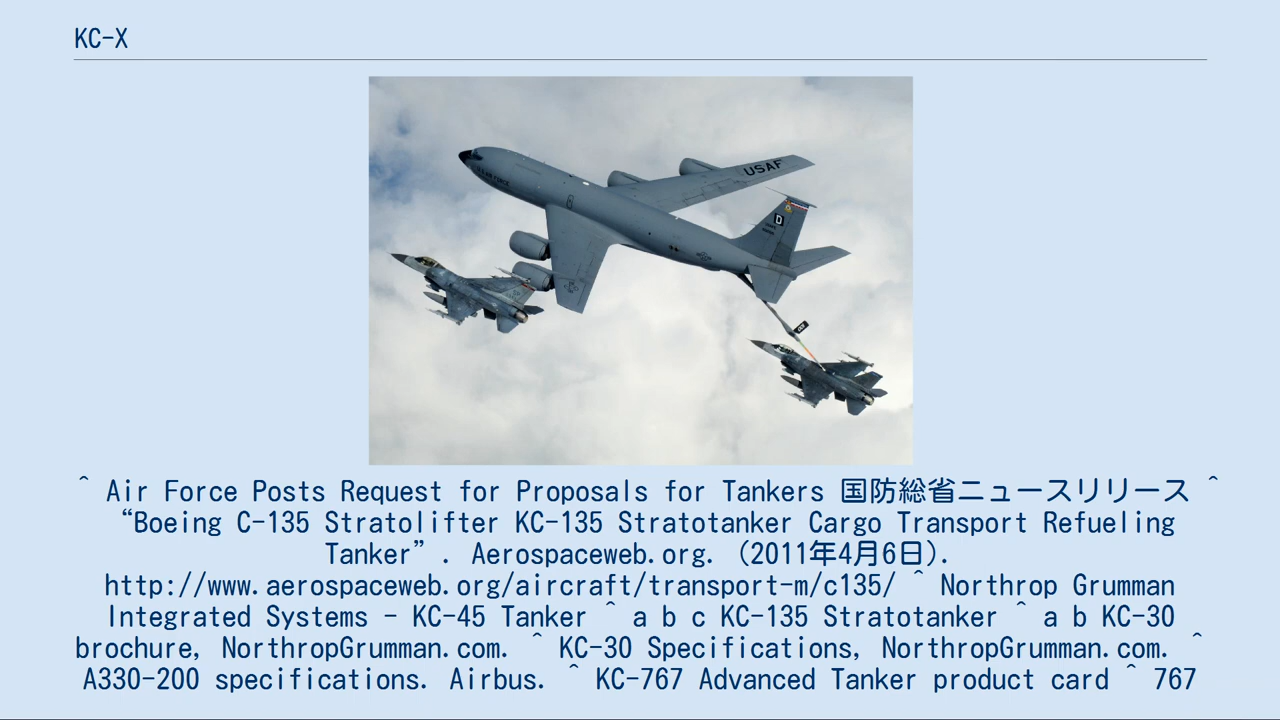 KC-X
USAF
D
^ Air Force Posts Request for Proposals for Tankers 国防総省ニュースリリース ^
“Boeing C-135 Stratolifter KC-135 Stratotanker Cargo Transport Refueling
Tanker”. Aerospaceweb.org. (2011年4月6日).
http://www.aerospaceweb.org/aircraft/transport-m/c135/ ^ Northrop Grumman
Integrated Systems - KC-45 Tanker ^ a b c KC-135 Stratotanker ^ a b KC-30
brochure, NorthropGrumman.com. ^ KC-30 Specifications, NorthropGrumman.com. ^
A330-200 specifications. Airbus. ^ KC-767 Advanced Tanker product card ^ 767